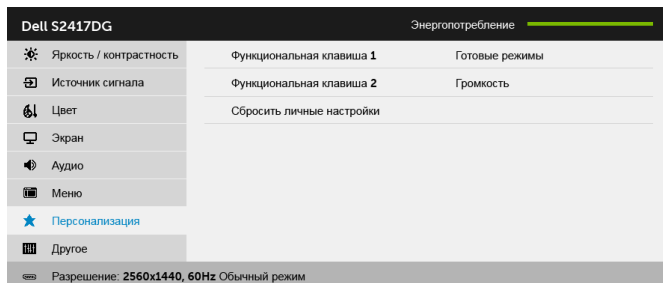 Dell S2417DG
Энергопотребление
Яркость / контрастность
Функциональная клавиша 1 Готовые режимы
Источник сигнала
Функциональная клавиша 2 Громкость
Цвет
Сбросить личные настройки
Экран
Аудио
Меню
Персонализация
Другое
Разрешение: 2560x1440, 60Hz Обычный режим